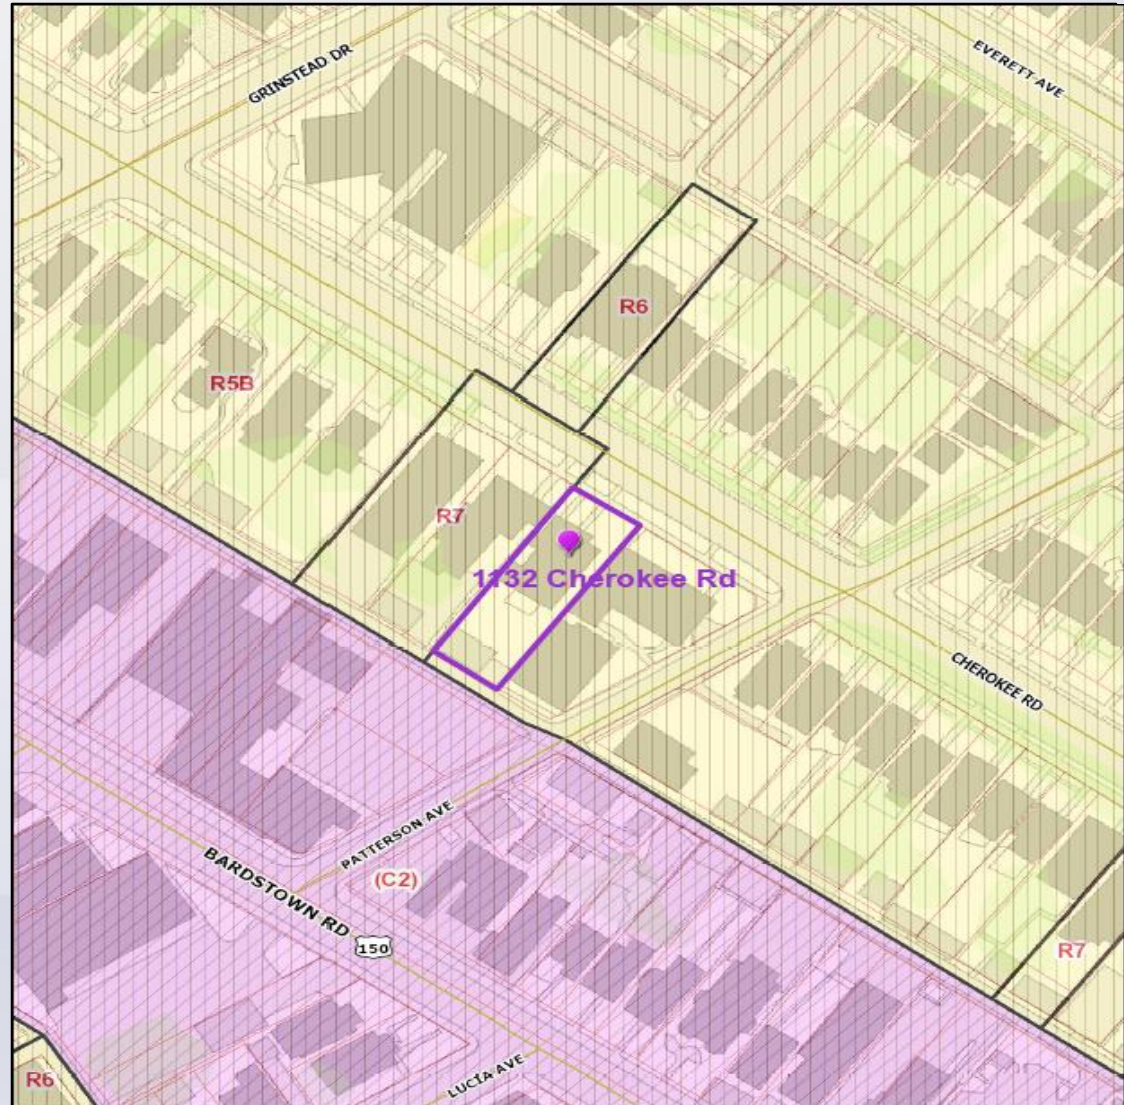 EVERETT AVE
GRINSTEAD DR
R6
R5B
R7
1132 Cherokee Rd
CHEROKEE RD
PATTERSON AVE
(C2)
BARDSTOWN RD
150
R7
LUCIA AVE
R6